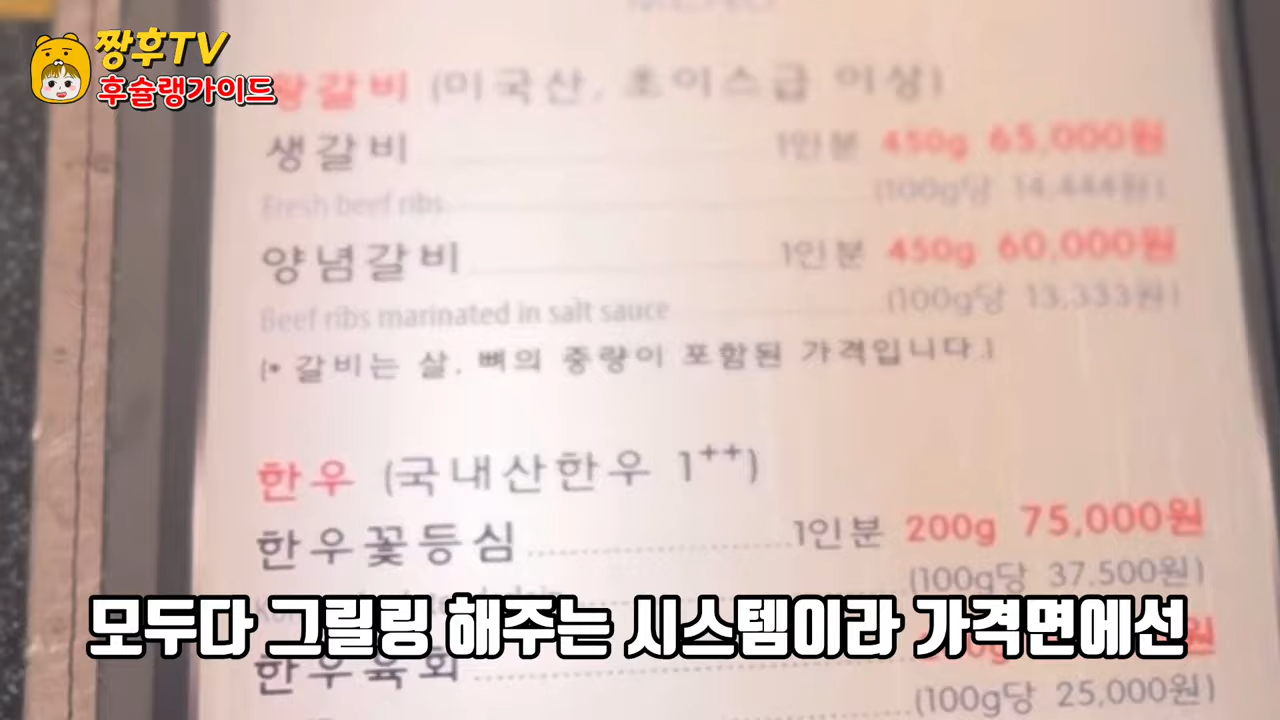 짱후TV
후슐랭가이드
왕갈비 (미국산, 초이스급 이상)
생갈비 1인분 450g 65,000원
Fresh beef ribs (100g당 14,444원)
양념갈비 1인분 450g 60,000원
Beef ribs marinated in salt sauce (100g당 13,333원)
(* 갈비는 살, 뼈의 중량이 포함된 가격입니다.)
한우 (국내산한우 1++)
한우꽃등심 1인분 200g 75,000원
(100g당 37,500원)
모두다 그릴링 해주는 시스템이라 가격면에선
한우육회 원
(100g당 25,000원)